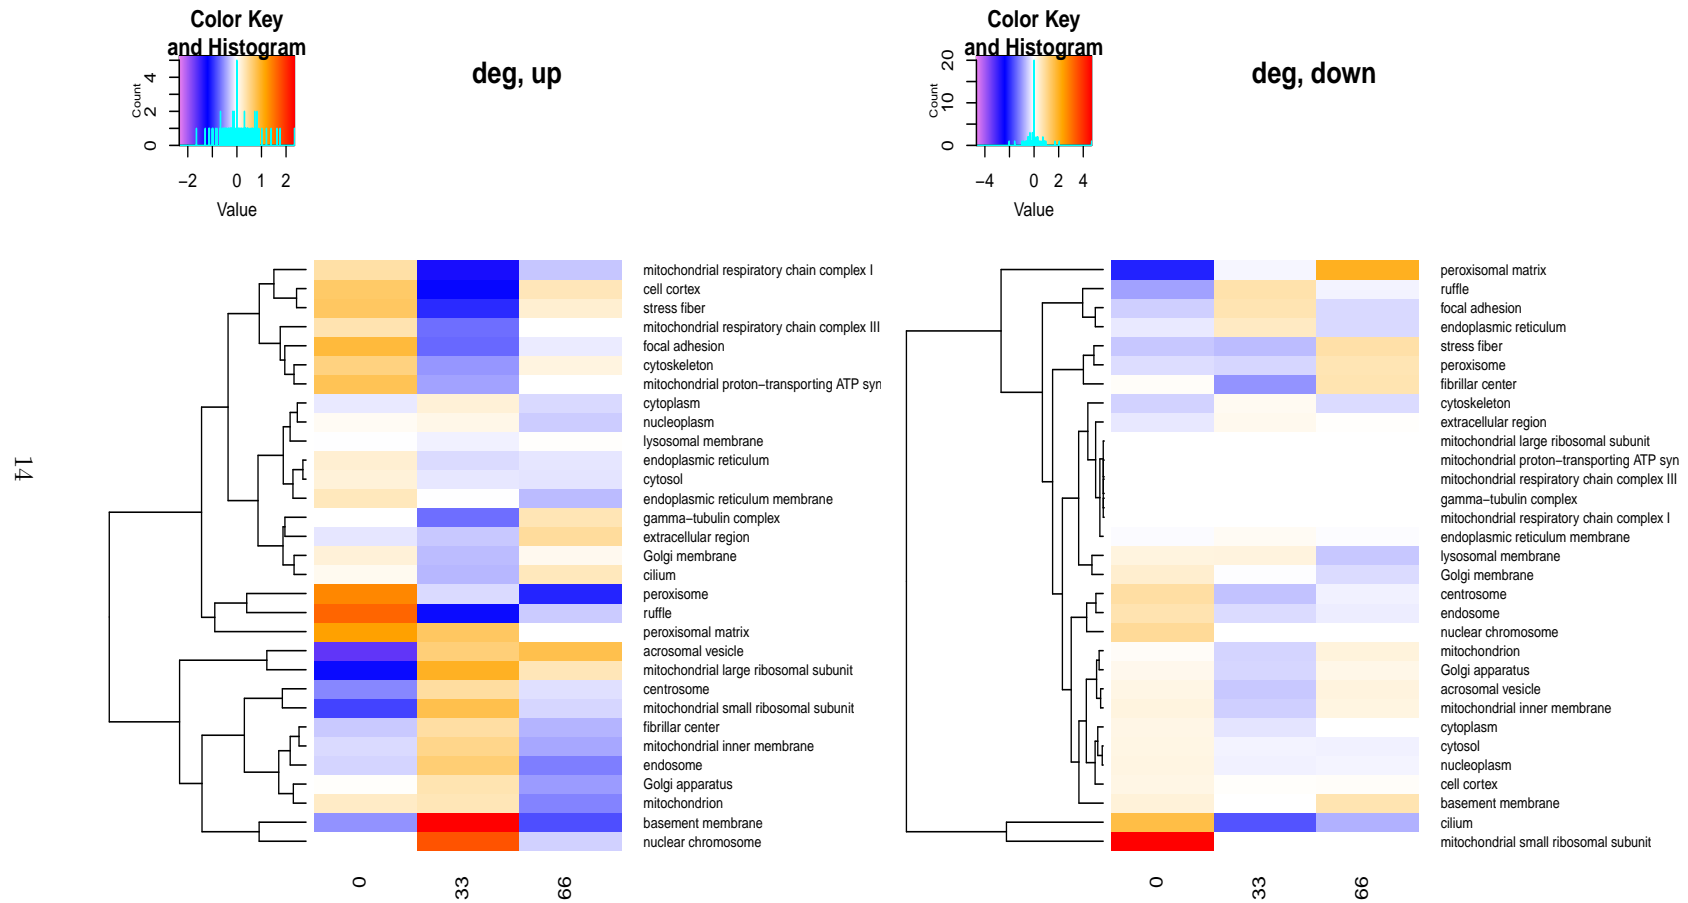 Color Key
and Histogram
Count
0 2 4
−2 0 1 2
Value
deg, up
mitochondrial respiratory chain complex I
cell cortex
stress fiber
mitochondrial respiratory chain complex III
focal adhesion
cytoskeleton
mitochondrial proton−transporting ATP syn
cytoplasm
nucleoplasm
lysosomal membrane
endoplasmic reticulum
cytosol
endoplasmic reticulum membrane
gamma−tubulin complex
extracellular region
Golgi membrane
cilium
peroxisome
ruffle
peroxisomal matrix
acrosomal vesicle
mitochondrial large ribosomal subunit
centrosome
mitochondrial small ribosomal subunit
fibrillar center
mitochondrial inner membrane
endosome
Golgi apparatus
mitochondrion
basement membrane
nuclear chromosome
0 33 66
Color Key
and Histogram
Count
0 10 20
−4 0 2 4
Value
deg, down
peroxisomal matrix
ruffle
focal adhesion
endoplasmic reticulum
stress fiber
peroxisome
fibrillar center
cytoskeleton
extracellular region
mitochondrial large ribosomal subunit
mitochondrial proton−transporting ATP syn
mitochondrial respiratory chain complex III
gamma−tubulin complex
mitochondrial respiratory chain complex I
endoplasmic reticulum membrane
lysosomal membrane
Golgi membrane
centrosome
endosome
nuclear chromosome
mitochondrion
Golgi apparatus
acrosomal vesicle
mitochondrial inner membrane
cytoplasm
cytosol
nucleoplasm
cell cortex
basement membrane
cilium
mitochondrial small ribosomal subunit
0 33 66
14